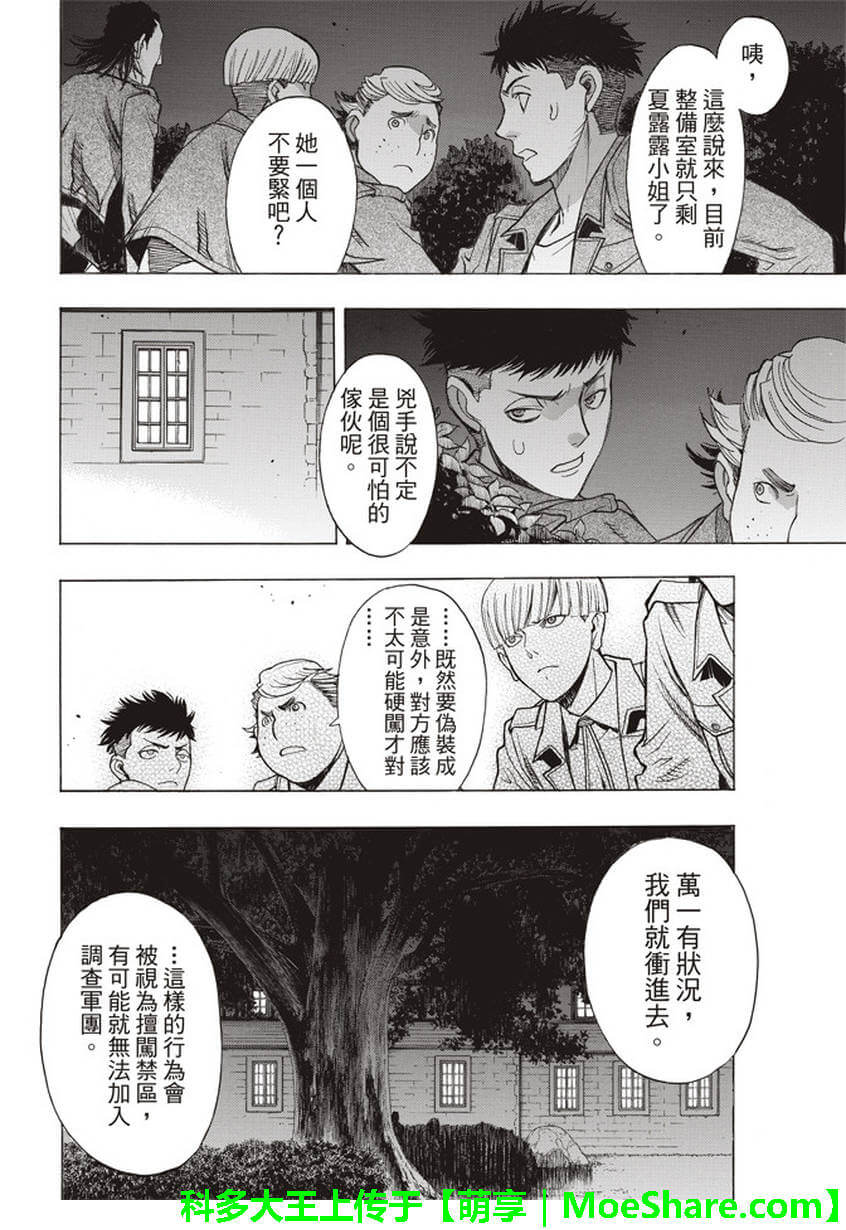 咦，
這麼說來，目前
整備室就只剩
夏露露小姐了。
她一個人
不要緊吧？
兇手說不定
是個很可怕的
傢伙呢。
……既然要偽裝成
是意外，對方應該
不太可能硬闖才對
……
萬一有狀況，
我們就衝進去。
…這樣的行為會
被視為擅闖禁區，
有可能就無法加入
調查軍團。
科多大王上传于【萌享｜MoeShare.com】